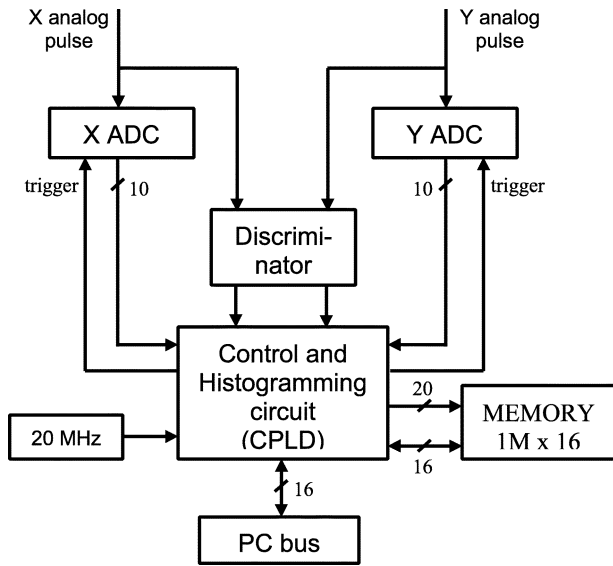 X analog
pulse
Y analog
pulse
X ADC
Y ADC
trigger
10
10
trigger
Discrimi-
nator
Control and
Histogramming
circuit
(CPLD)
20
MEMORY
1M x 16
20 MHz
16
16
PC bus